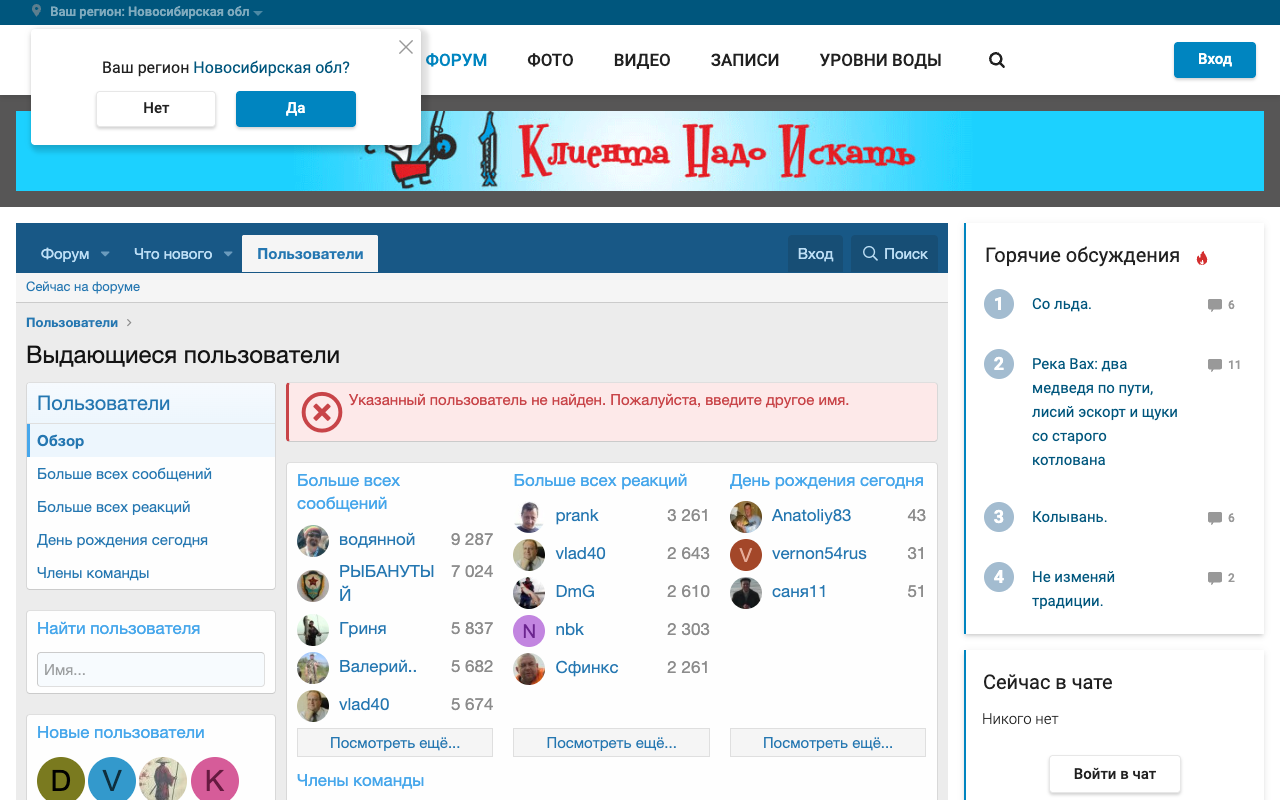 Ваш регион: Новосибирская обл
Ваш регион Новосибирская обл?
Нет
Да
ФОРУМ
ФОТО
ВИДЕО
ЗАПИСИ
УРОВНИ ВОДЫ
Вход
Клиента Надо Искать
Форум
Что нового
Пользователи
Вход
Поиск
Сейчас на форуме
Пользователи
Выдающиеся пользователи
Пользователи
Обзор
Больше всех сообщений
Больше всех реакций
День рождения сегодня
Члены команды
Найти пользователя
Имя...
Новые пользователи
D
V
K
Указанный пользователь не найден. Пожалуйста, введите другое имя.
Больше всех
сообщений
водянной 9 287
РЫБАНУТЫ 7 024
Й
Гриня 5 837
Валерий.. 5 682
vlad40 5 674
Посмотреть ещё...
Больше всех реакций
prank 3 261
vlad40 2 643
DmG 2 610
N nbk 2 303
Сфинкс 2 261
Посмотреть ещё...
День рождения сегодня
Anatoliy83 43
V vernon54rus 31
саня11 51
Посмотреть ещё...
Члены команды
Горячие обсуждения
1 Со льда. 6
2 Река Вах: два 11
медведя по пути,
лисий эскорт и щуки
со старого
котлована
3 Колывань. 6
4 Не изменяй 2
традиции.
Сейчас в чате
Никого нет
Войти в чат